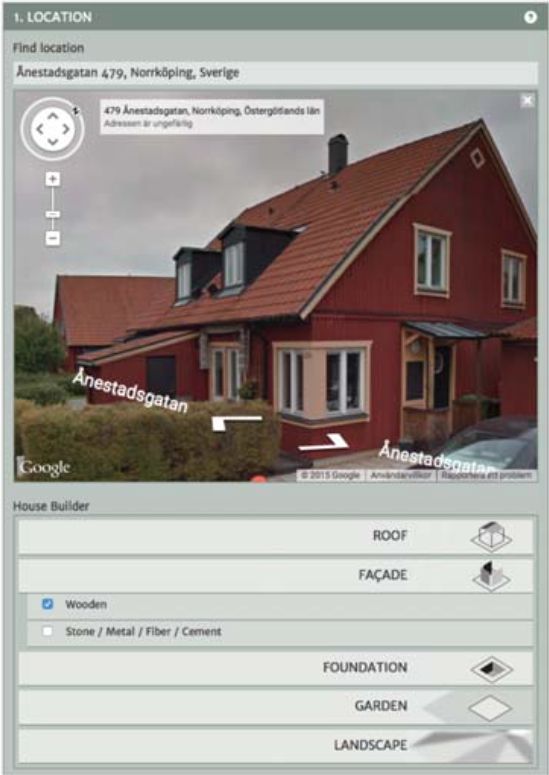 1. LOCATION ?
Find location
Ånestadsgatan 479, Norrköping, Sverige
479 Ånestadsgatan, Norrköping, Östergötlands län
Adressen är ungefärlig
Ånestadsgatan
Ånestadsgatan
Google
© 2015 Google Användarvillkor Rapportera ett problem
House Builder
ROOF
FAÇADE
Wooden
Stone / Metal / Fiber / Cement
FOUNDATION
GARDEN
LANDSCAPE